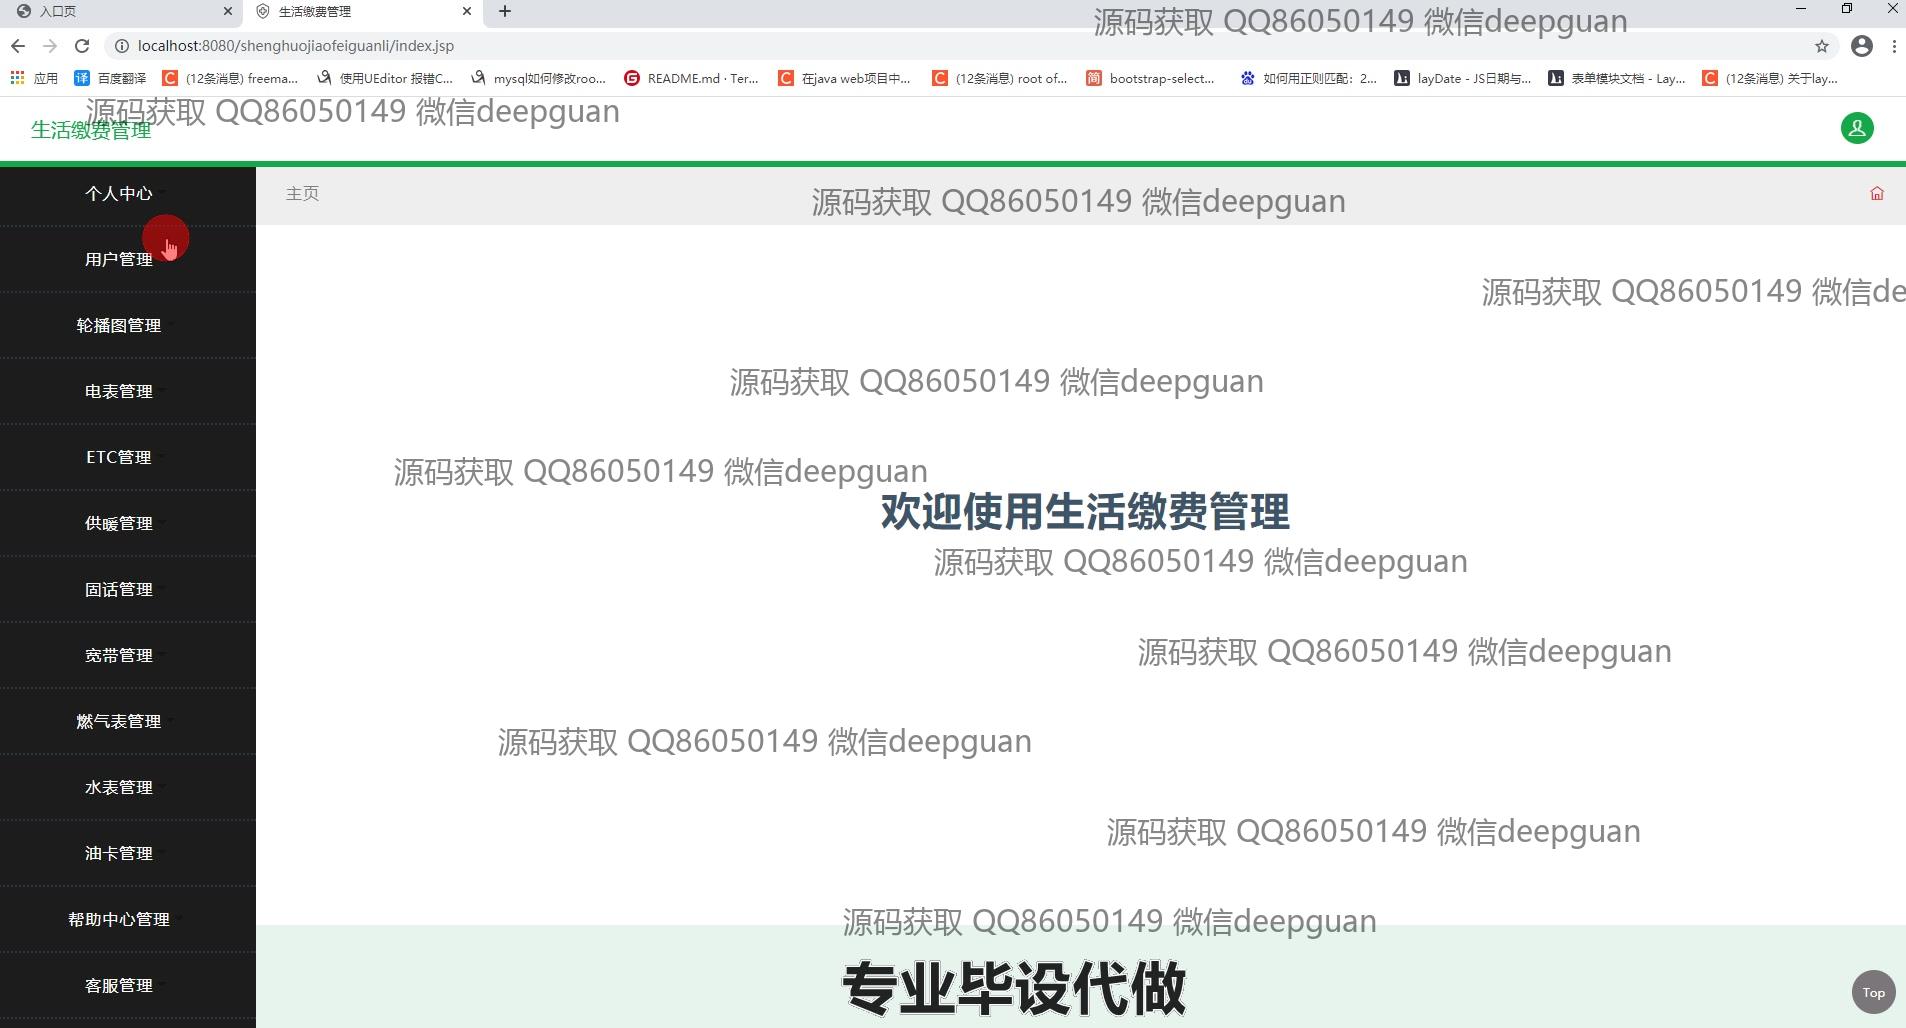 入口页
生活缴费管理
源码获取 QQ86050149 微信deepguan
localhost:8080/shenghuojiaofeiguanli/index.jsp
应用
百度翻译
(12条消息) freema...
使用UEditor 报错C...
mysql如何修改roo...
README.md · Ter...
在java web项目中...
(12条消息) root of...
bootstrap-select...
如何用正则匹配：2...
layDate - JS日期与...
表单模块文档 - Lay...
(12条消息) 关于lay...
源码获取 QQ86050149 微信deepguan
生活缴费管理
个人中心
主页
源码获取 QQ86050149 微信deepguan
用户管理
源码获取 QQ86050149 微信de
轮播图管理
源码获取 QQ86050149 微信deepguan
电表管理
ETC管理
源码获取 QQ86050149 微信deepguan
欢迎使用生活缴费管理
供暖管理
源码获取 QQ86050149 微信deepguan
固话管理
宽带管理
源码获取 QQ86050149 微信deepguan
燃气表管理
源码获取 QQ86050149 微信deepguan
水表管理
源码获取 QQ86050149 微信deepguan
油卡管理
帮助中心管理
源码获取 QQ86050149 微信deepguan
客服管理
专业毕设代做
Top